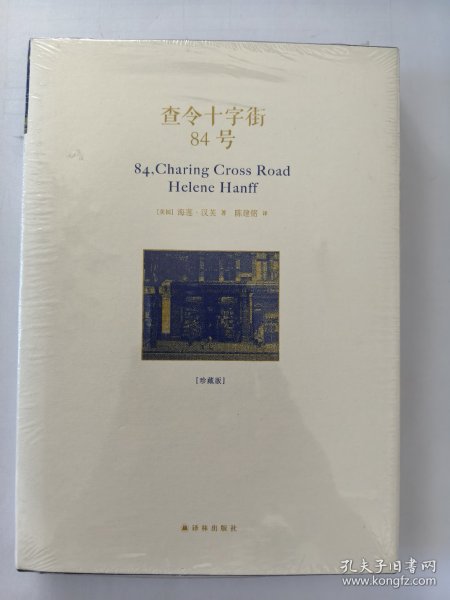 查令十字街
84号
84,Charing Cross Road
Helene Hanff
[美国] 海莲·汉芙 著 陈建铭 译
[珍藏版]
译林出版社
孔夫子旧书网
www.kongfz.com